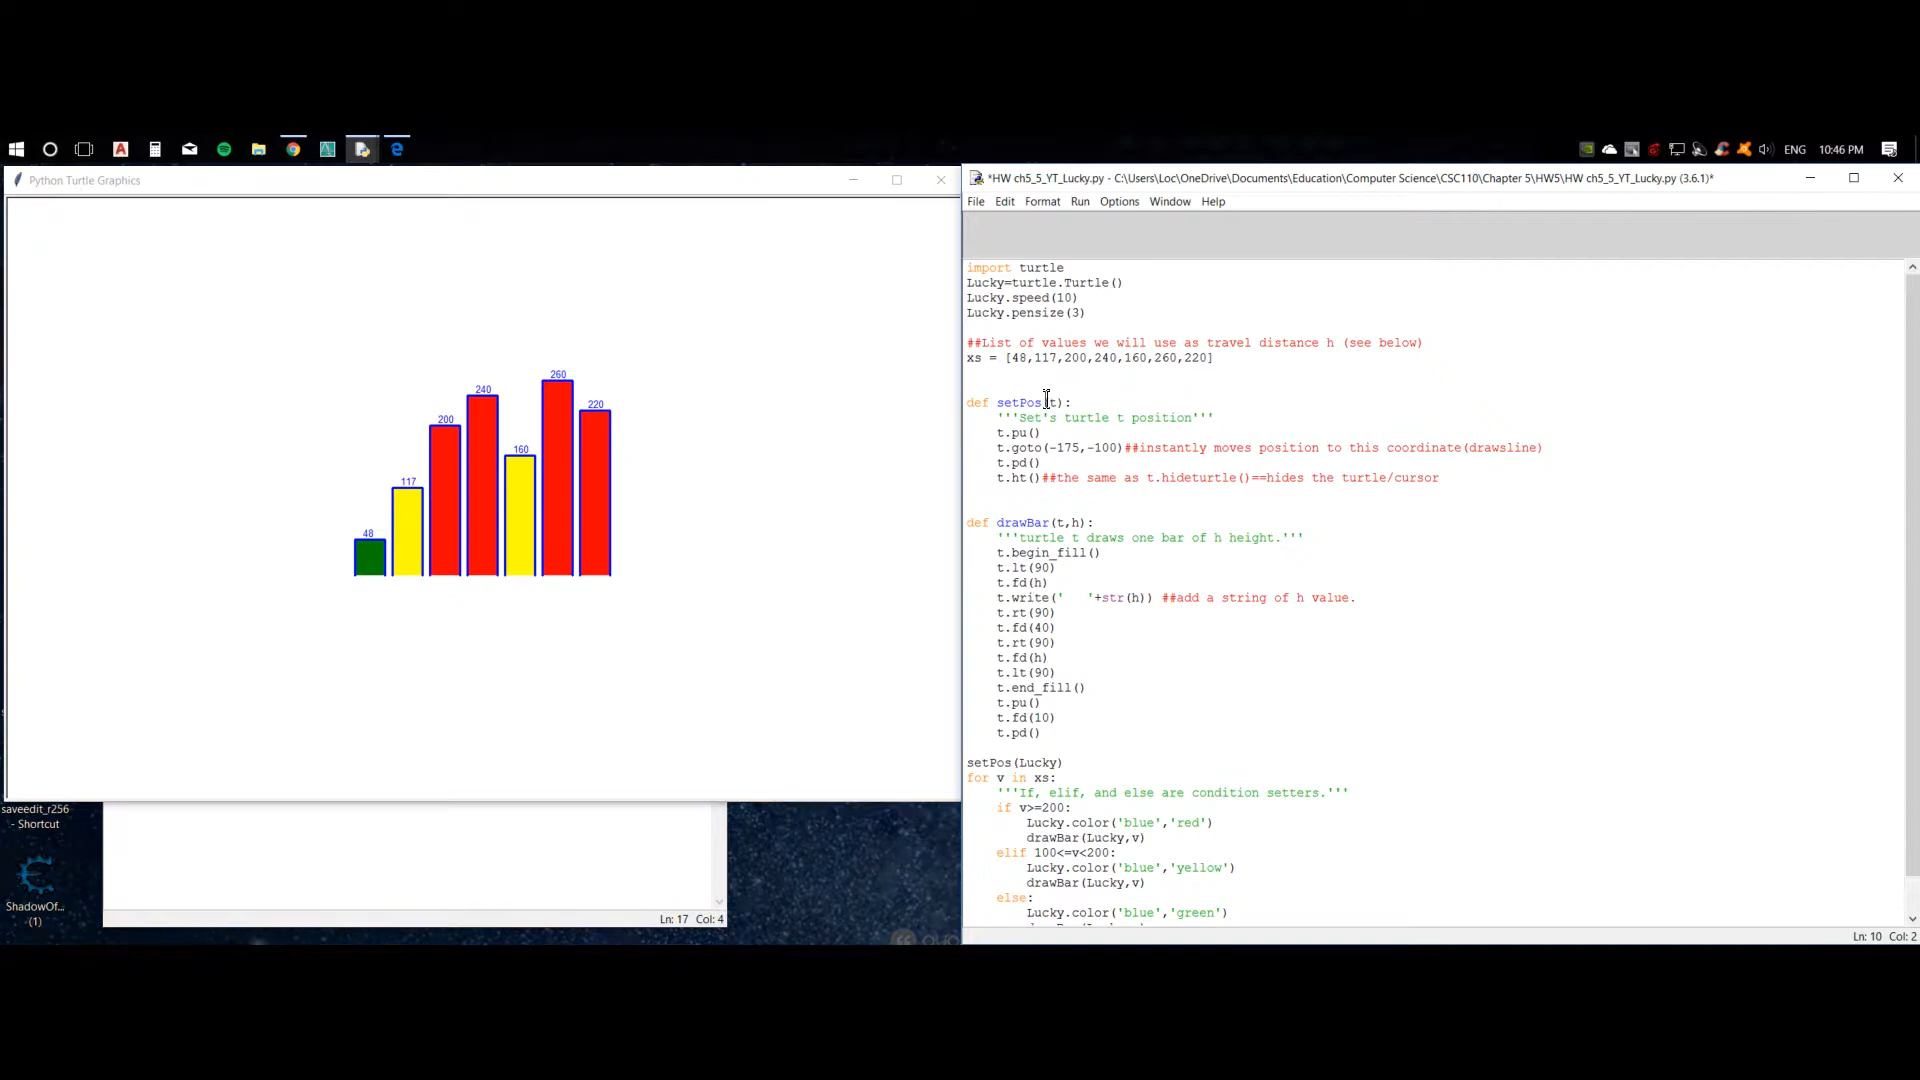 ENG
10:46 PM
Python Turtle Graphics
48
117
200
240
160
260
220
saveedit_r256
- Shortcut
ShadowOf...
(1)
Ln: 17 Col: 4
*HW ch5_5_YT_Lucky.py - C:\Users\Loc\OneDrive\Documents\Education\Computer Science\CSC110\Chapter 5\HW5\HW ch5_5_YT_Lucky.py (3.6.1)*
File Edit Format Run Options Window Help
import turtle
Lucky=turtle.Turtle()
Lucky.speed(10)
Lucky.pensize(3)
##List of values we will use as travel distance h (see below)
xs = [48,117,200,240,160,260,220]
def setPos(t):
'''Set's turtle t position'''
t.pu()
t.goto(-175,-100)##instantly moves position to this coordinate(drawsline)
t.pd()
t.ht()##the same as t.hideturtle()==hides the turtle/cursor
def drawBar(t,h):
'''turtle t draws one bar of h height.'''
t.begin_fill()
t.lt(90)
t.fd(h)
t.write('   '+str(h)) ##add a string of h value.
t.rt(90)
t.fd(40)
t.rt(90)
t.fd(h)
t.lt(90)
t.end_fill()
t.pu()
t.fd(10)
t.pd()
setPos(Lucky)
for v in xs:
'''If, elif, and else are condition setters.'''
if v>=200:
Lucky.color('blue','red')
drawBar(Lucky,v)
elif 100<=v<200:
Lucky.color('blue','yellow')
drawBar(Lucky,v)
else:
Lucky.color('blue','green')
Ln: 10 Col: 2